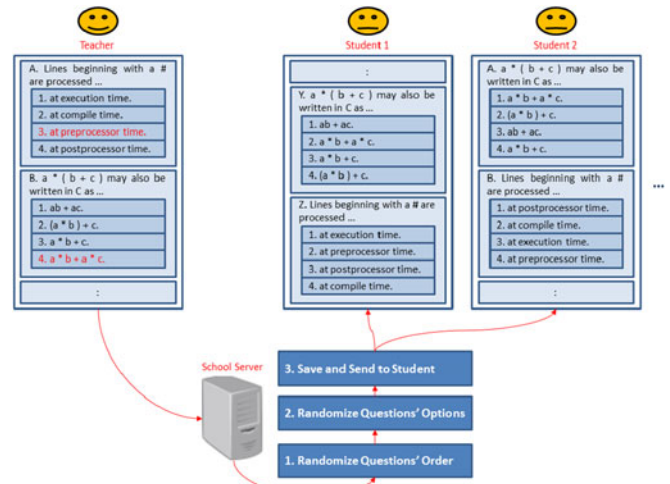 Teacher
A. Lines beginning with a #
are processed ...
1. at execution time.
2. at compile time.
3. at preprocessor time.
4. at postprocessor time.
B. a * ( b + c ) may also be
written in C as ...
1. ab + ac.
2. (a * b ) + c.
3. a * b + c.
4. a * b + a * c.
:
Student 1
:
Y. a * ( b + c ) may also be
written in C as ...
1. ab + ac.
2. a * b + a * c.
3. a * b + c.
4. (a * b ) + c.
Z. Lines beginning with a # are
processed ...
1. at execution time.
2. at preprocessor time.
3. at postprocessor time.
4. at compile time.
Student 2
A. a * ( b + c ) may also be
written in C as ...
1. a * b + a * c.
2. (a * b ) + c.
3. ab + ac.
4. a * b + c.
B. Lines beginning with a #
are processed ...
1. at postprocessor time.
2. at compile time.
3. at execution time.
4. at preprocessor time.
:
...
School Server
3. Save and Send to Student
2. Randomize Questions' Options
1. Randomize Questions' Order